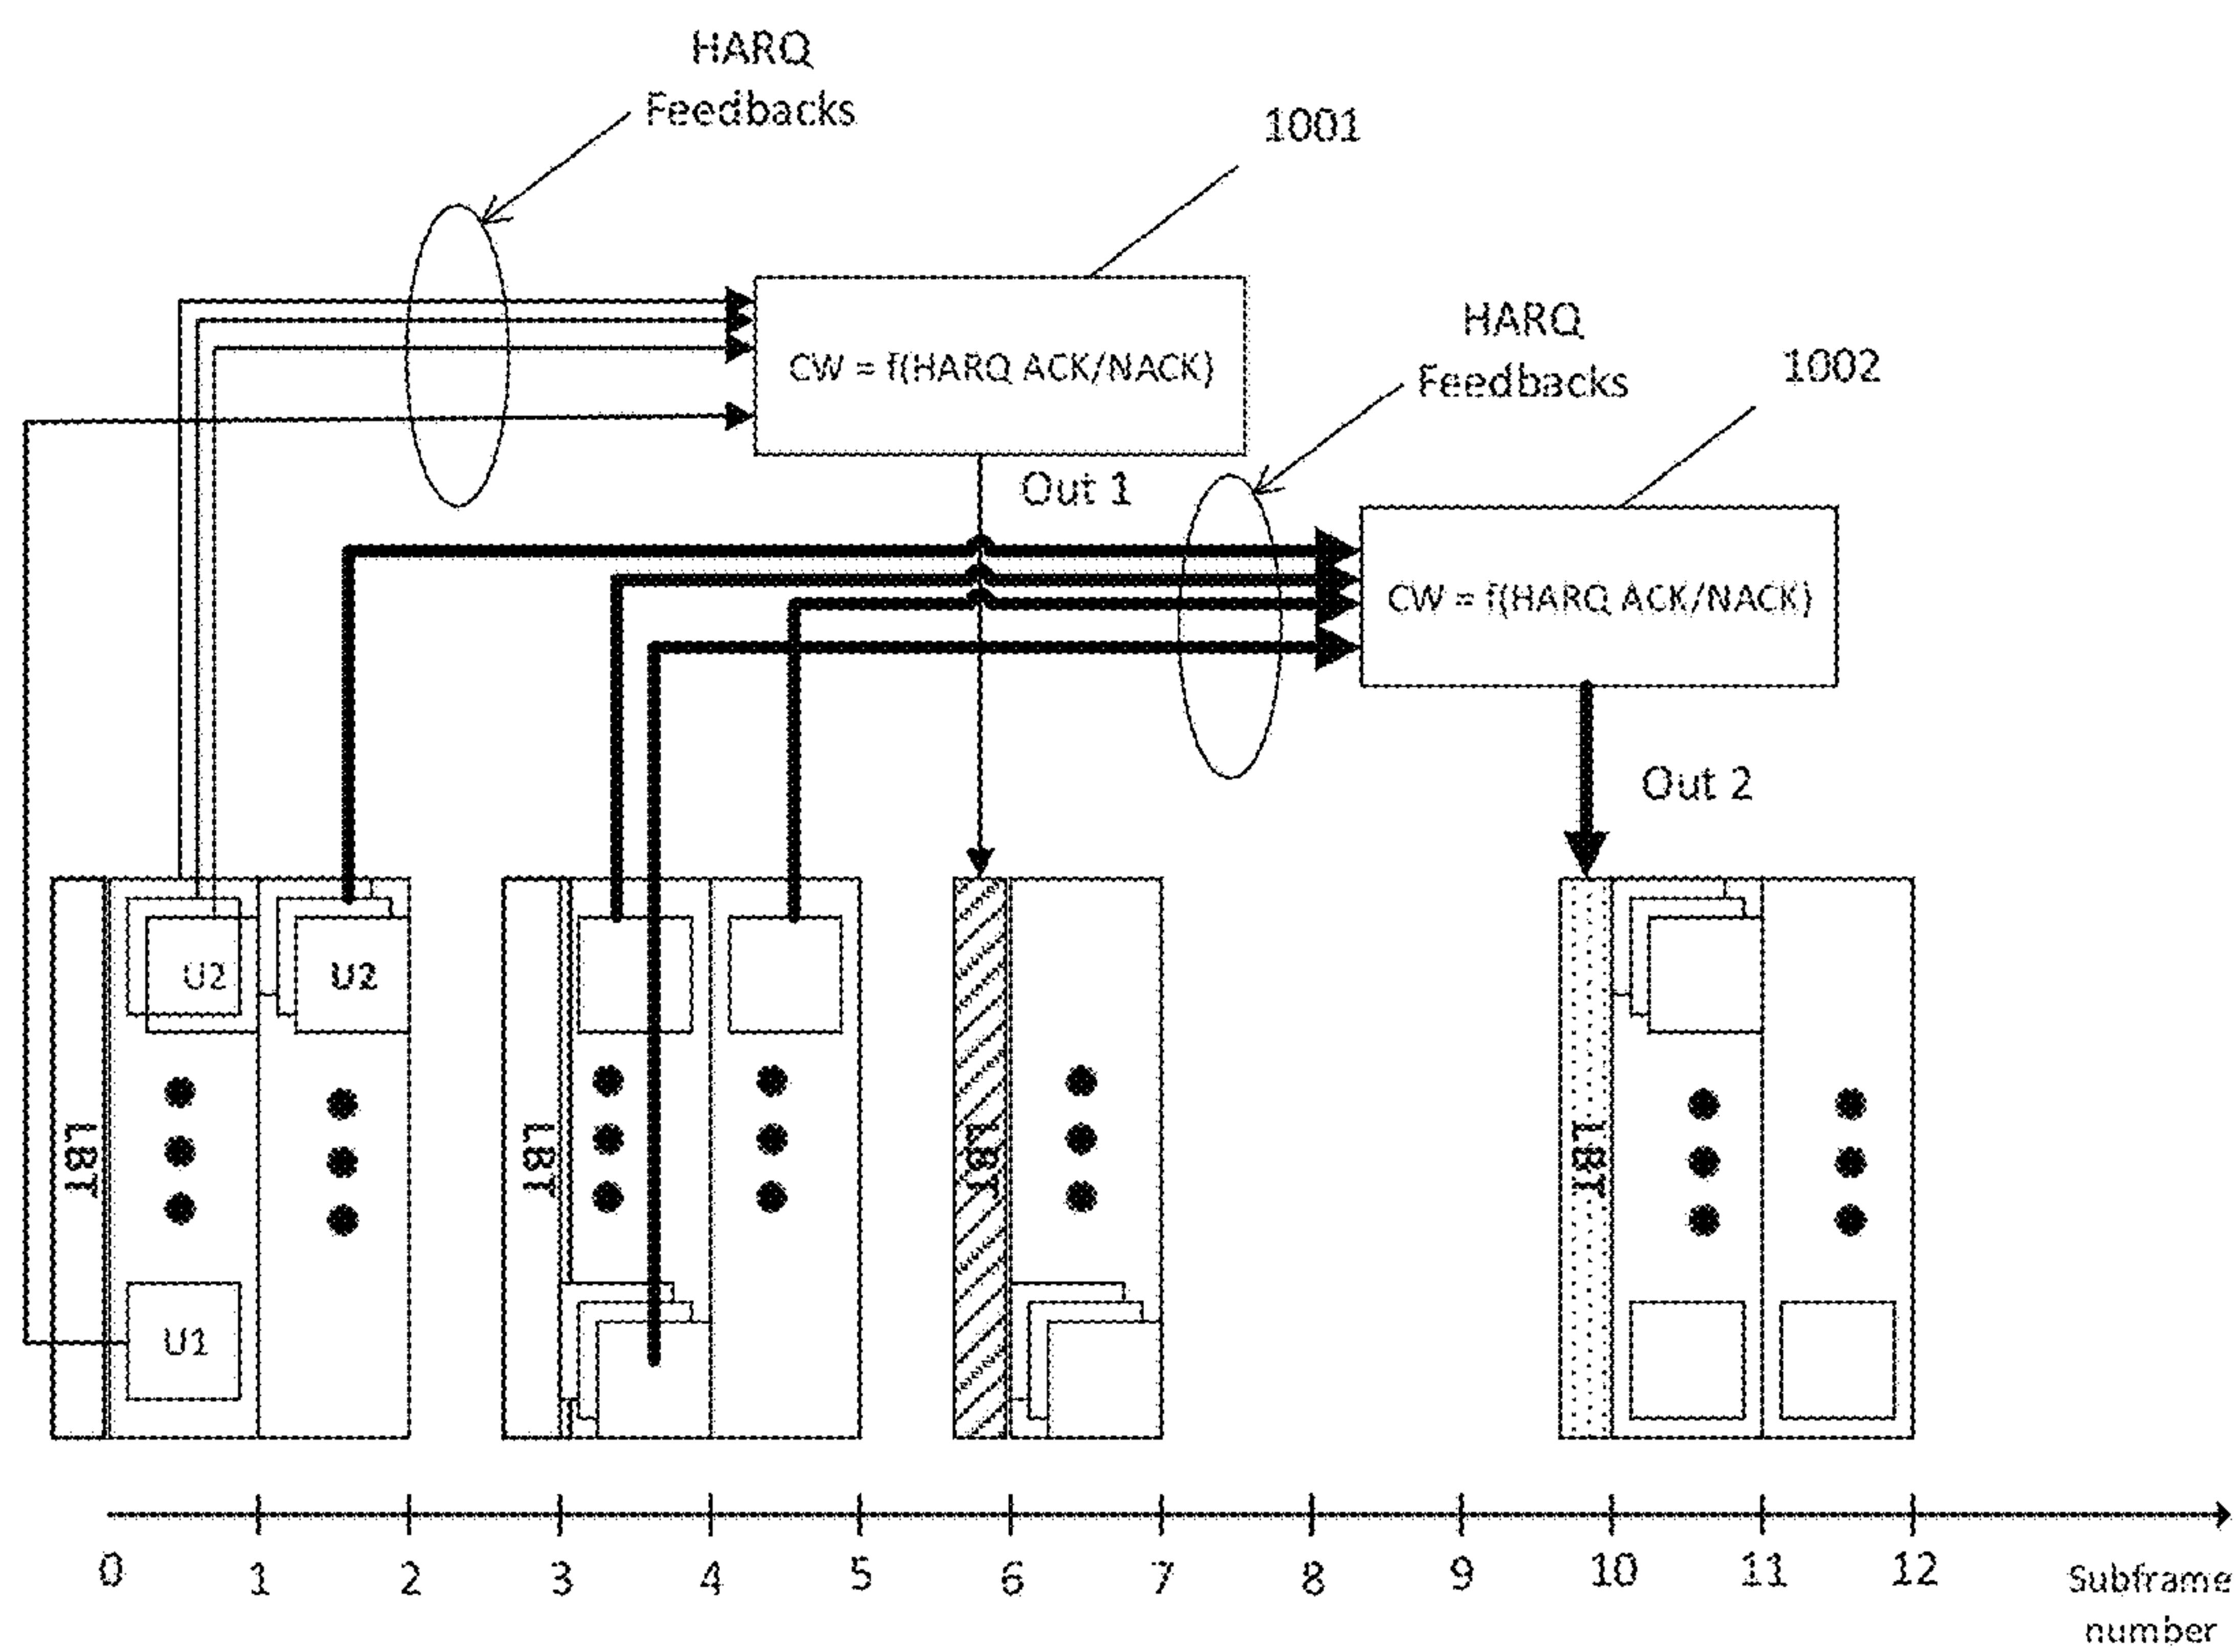 HARQ
Feedbacks
1001
CW = f(HARQ ACK/NACK)
HARQ
Feedbacks
1002
Out 1
CW = f(HARQ ACK/NACK)
Out 2
U2
U2
LBT
LBT
LBT
LBT
U1
0 1 2 3 4 5 6 7 8 9 10 11 12
Subframe
number